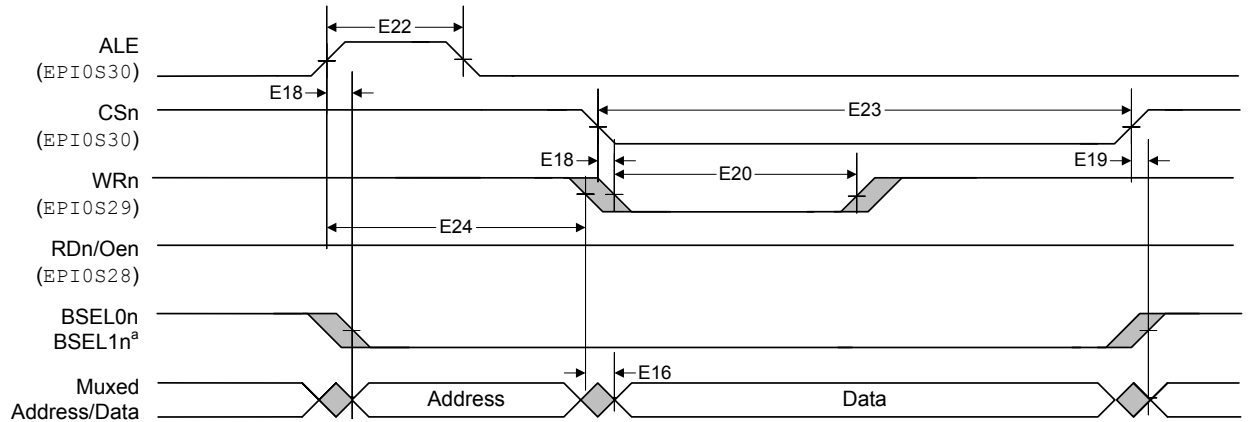 E22
ALE
(EPI0S30)
E18
CSn
(EPI0S30)
E23
E18
E19
WRn
(EPI0S29)
E20
E24
RDn/Oen
(EPI0S28)
BSEL0n
BSEL1nᵃ
E16
Muxed
Address/Data
Address
Data